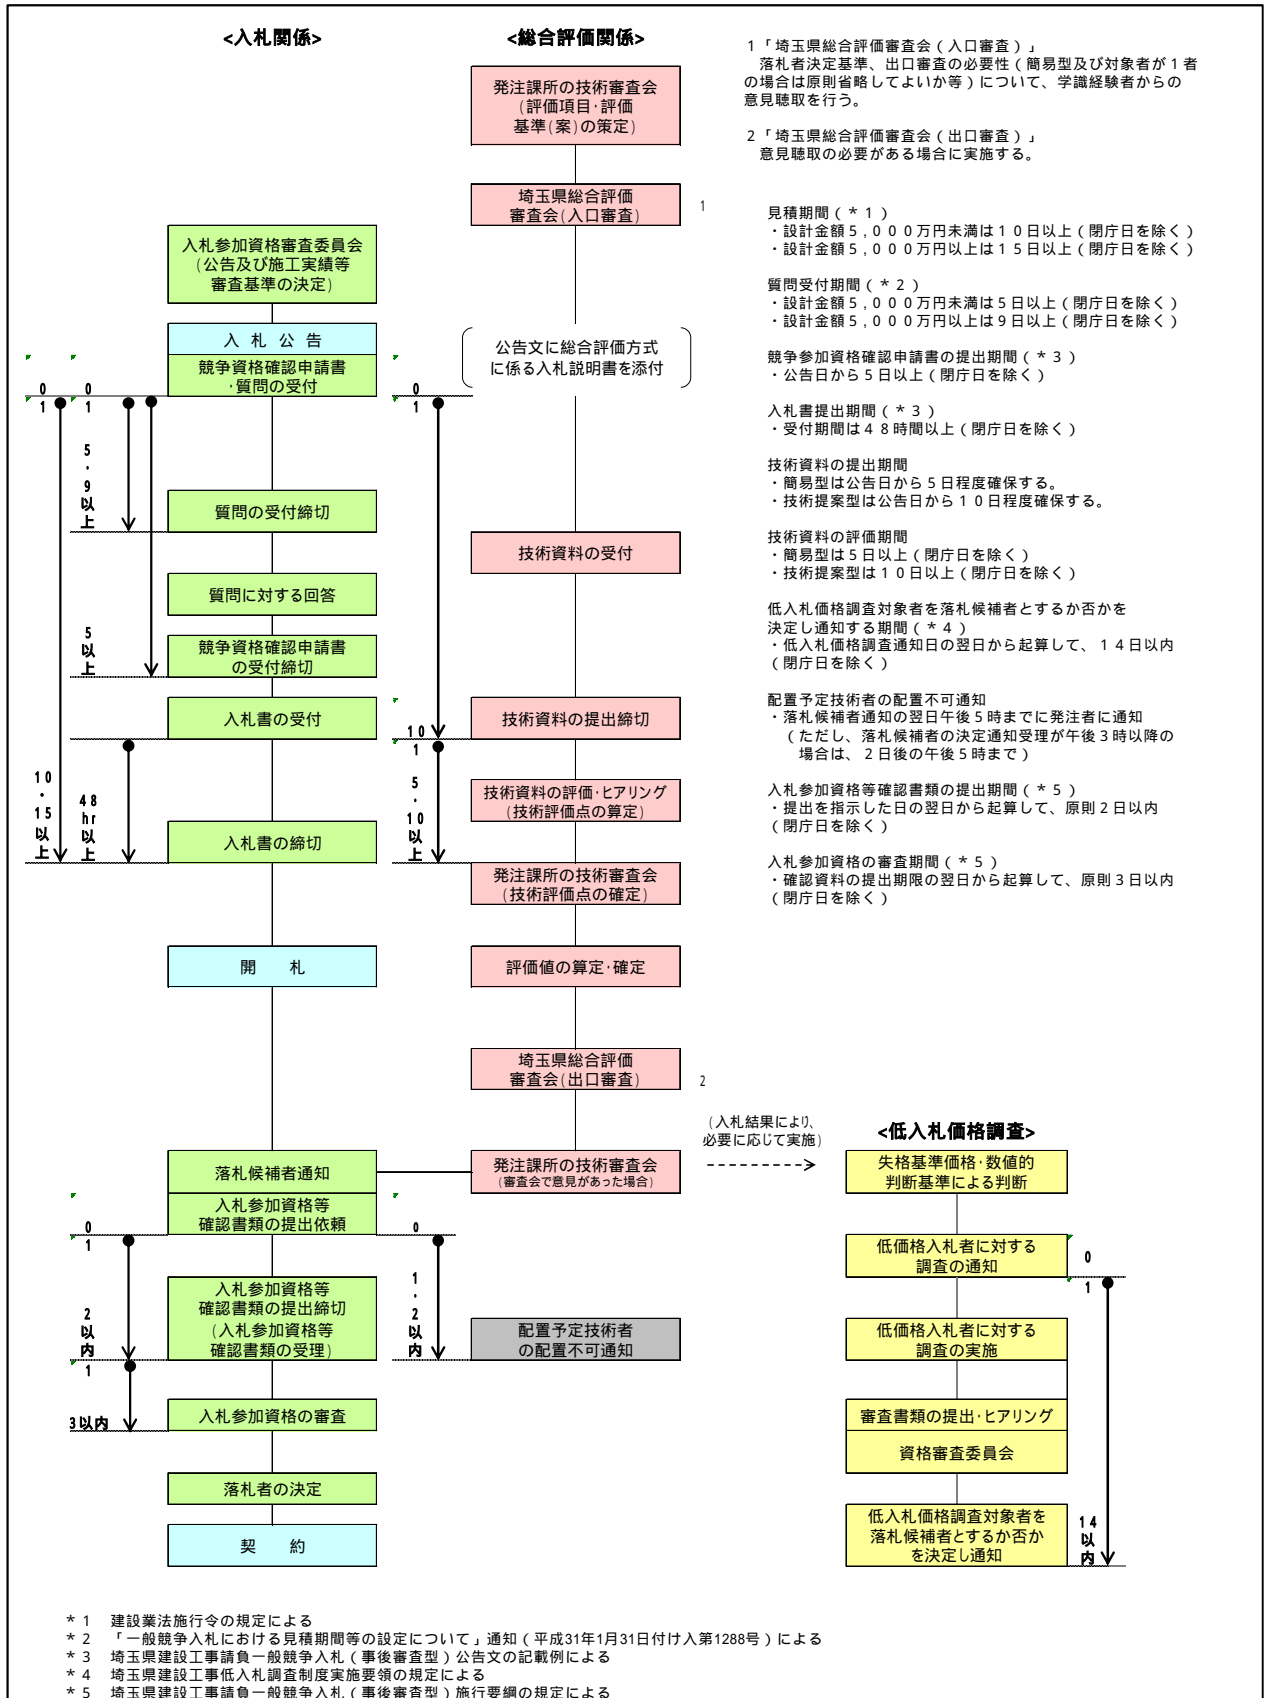 <入札関係>
<総合評価関係>
発注課所の技術審査会
(評価項目･評価
基準(案)の策定)
埼玉県総合評価
審査会(入口審査)
1
入札参加資格審査委員会
(公告及び施工実績等
審査基準の決定)
入 札 公 告
競争資格確認申請書
･質問の受付
公告文に総合評価方式
に係る入札説明書を添付
0
1
0
1
0
1
5・9以上
質問の受付締切
技術資料の受付
質問に対する回答
5以上
競争資格確認申請書
の受付締切
入札書の受付
技術資料の提出締切
10
1
10・15以上
48hr以上
5・10以上
技術資料の評価･ヒアリング
(技術評価点の算定)
入札書の締切
発注課所の技術審査会
(技術評価点の確定)
開 札
評価値の算定･確定
埼玉県総合評価
審査会(出口審査)
2
落札候補者通知
発注課所の技術審査会
(審査会で意見があった場合)
(入札結果により、
必要に応じて実施)
入札参加資格等
確認書類の提出依頼
0
1
0
1・2以内
2以内
入札参加資格等
確認書類の提出締切
(入札参加資格等
確認書類の受理)
配置予定技術者
の配置不可通知
1
3以内
入札参加資格の審査
落札者の決定
契 約
<低入札価格調査>
失格基準価格･数値的
判断基準による判断
低価格入札者に対する
調査の通知
0
1
低価格入札者に対する
調査の実施
審査書類の提出･ヒアリング
資格審査委員会
低入札価格調査対象者を
落札候補者とするか否か
を決定し通知
14以内
1「埼玉県総合評価審査会(入口審査)」
落札者決定基準、出口審査の必要性(簡易型及び対象者が1者
の場合は原則省略してよいか等)について、学識経験者からの
意見聴取を行う。
2「埼玉県総合評価審査会(出口審査)」
意見聴取の必要がある場合に実施する。
見積期間(*1)
・設計金額5,000万円未満は10日以上(閉庁日を除く)
・設計金額5,000万円以上は15日以上(閉庁日を除く)
質問受付期間(*2)
・設計金額5,000万円未満は5日以上(閉庁日を除く)
・設計金額5,000万円以上は9日以上(閉庁日を除く)
競争参加資格確認申請書の提出期間(*3)
・公告日から5日以上(閉庁日を除く)
入札書提出期間(*3)
・受付期間は48時間以上(閉庁日を除く)
技術資料の提出期間
・簡易型は公告日から5日程度確保する。
・技術提案型は公告日から10日程度確保する。
技術資料の評価期間
・簡易型は5日以上(閉庁日を除く)
・技術提案型は10日以上(閉庁日を除く)
低入札価格調査対象者を落札候補者とするか否かを
決定し通知する期間(*4)
・低入札価格調査通知日の翌日から起算して、14日以内
(閉庁日を除く)
配置予定技術者の配置不可通知
・落札候補者通知の翌日午後5時までに発注者に通知
(ただし、落札候補者の決定通知受理が午後3時以降の
場合は、2日後の午後5時まで)
入札参加資格等確認書類の提出期間(*5)
・提出を指示した日の翌日から起算して、原則2日以内
(閉庁日を除く)
入札参加資格の審査期間(*5)
・確認資料の提出期限の翌日から起算して、原則3日以内
(閉庁日を除く)
*1 建設業法施行令の規定による
*2 「一般競争入札における見積期間等の設定について」通知(平成31年1月31日付け入第1288号)による
*3 埼玉県建設工事請負一般競争入札(事後審査型)公告文の記載例による
*4 埼玉県建設工事低入札調査制度実施要領の規定による
*5 埼玉県建設工事請負一般競争入札(事後審査型)施行要綱の規定による